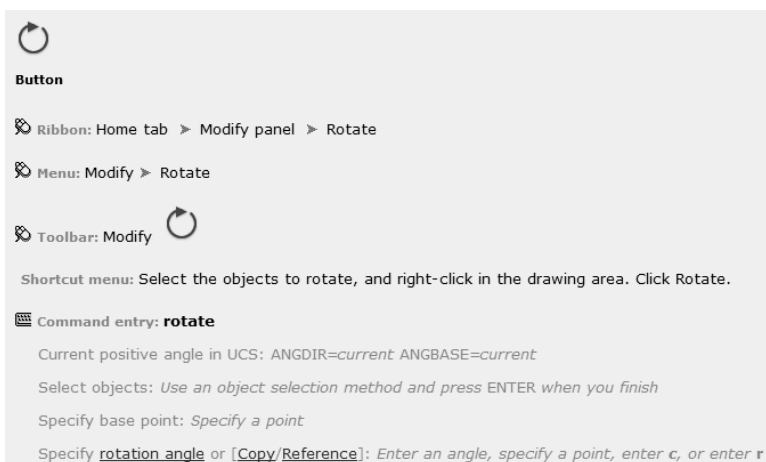 Button
Ribbon: Home tab ➤ Modify panel ➤ Rotate
Menu: Modify ➤ Rotate
Toolbar: Modify
Shortcut menu: Select the objects to rotate, and right-click in the drawing area. Click Rotate.
Command entry: rotate
Current positive angle in UCS: ANGDIR=current ANGBASE=current
Select objects: Use an object selection method and press ENTER when you finish
Specify base point: Specify a point
Specify rotation angle or [Copy/Reference]: Enter an angle, specify a point, enter c, or enter r